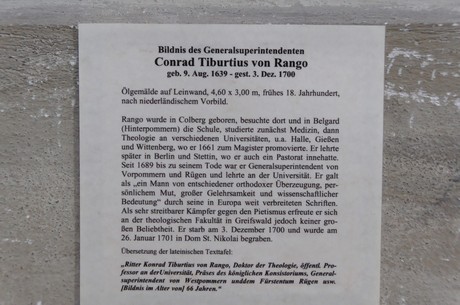 Bildnis des Generalsuperintendenten
Conrad Tiburtius von Rango
geb. 9. Aug. 1639 - gest. 3. Dez. 1700
Ölgemälde auf Leinwand, 4,60 x 3,00 m, frühes 18. Jahrhundert,
nach niederländischem Vorbild.
Rango wurde in Colberg geboren, besuchte dort und in Belgard
(Hinterpommern) die Schule, studierte zunächst Medizin, dann
Theologie an verschiedenen Universitäten, u.a. Halle, Gießen
und Wittenberg, wo er 1661 zum Magister promovierte. Er lehrte
später in Berlin und Stettin, wo er auch ein Pastorat innehatte.
Seit 1689 bis zu seinem Tode war er Generalsuperintendent von
Vorpommern und Rügen und lehrte an der Universität. Er galt
als „ein Mann von entschiedener orthodoxer Überzeugung, per-
sönlichem Mut, großer Gelehrsamkeit und wissenschaftlicher
Bedeutung“ durch seine in Europa weit verbreiteten Schriften.
Als sehr streitbarer Kämpfer gegen den Pietismus erfreute er sich
an der theologischen Fakultät in Greifswald jedoch keiner gro-
ßen Beliebtheit. Er starb am 3. Dezember 1700 und wurde am
26. Januar 1701 in Dom St. Nikolai begraben.
Übersetzung der lateinischen Texttafel:
„Ritter Konrad Tiburtius von Rango, Doktor der Theologie, öffentl. Pro-
fessor an derUniversität, Präses des königlichen Konsistoriums, General-
superintendent von Westpommern unddem Fürstentum Rügen usw.
[Bildnis im Alter von] 66 Jahren.“